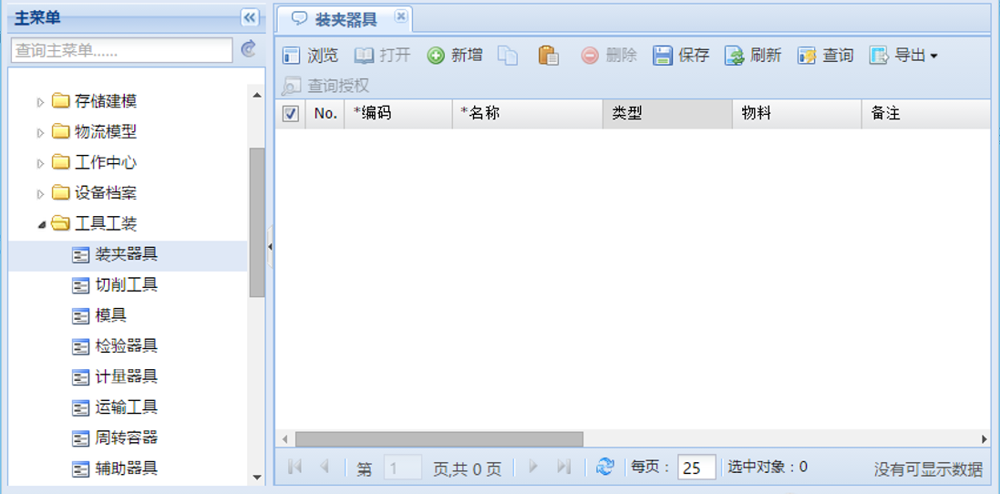 主菜单
查询主菜单......
存储建模
物流模型
工作中心
设备档案
工具工装
装夹器具
切削工具
模具
检验器具
计量器具
运输工具
周转容器
辅助器具
装夹器具
浏览 打开 新增 删除 保存 刷新 查询 导出
查询授权
No. *编码 *名称 类型 物料 备注
第 1 页,共 0 页 每页： 25 选中对象：0 没有可显示数据